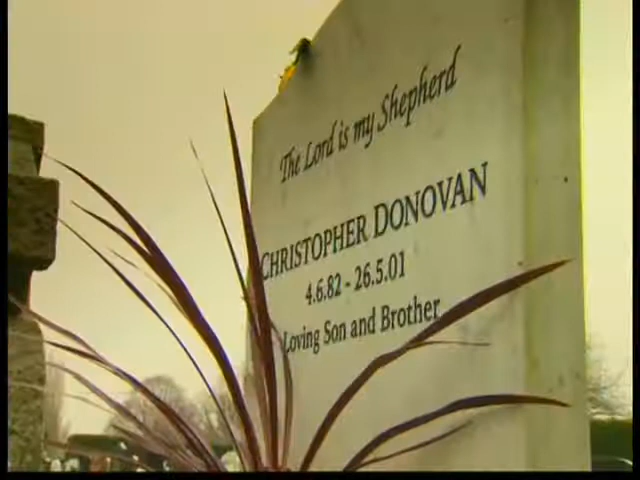 The Lord is my Shepherd
CHRISTOPHER DONOVAN
4.6.82 - 26.5.01
Loving Son and Brother